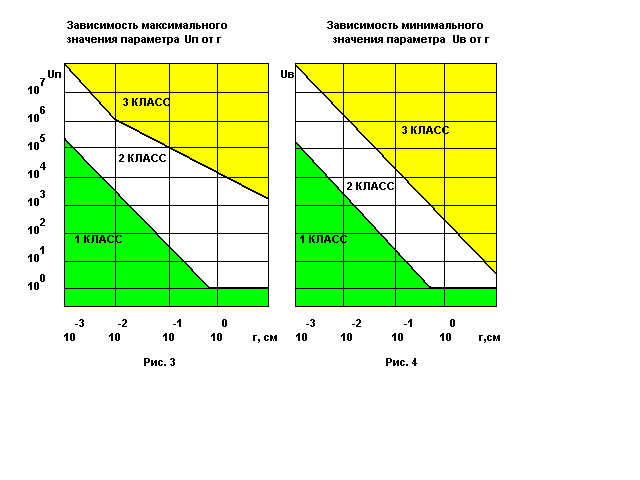 Зависимость максимального
значения параметра Uп от r
Uп
10^7
10^6
10^5
10^4
10^3
10^2
10^1
10^0
3 КЛАСС
2 КЛАСС
1 КЛАСС
10^-3 10^-2 10^-1 10^0 r, см
Рис. 3
Зависимость минимального
значения параметра Uв от r
Uв
3 КЛАСС
2 КЛАСС
1 КЛАСС
10^-3 10^-2 10^-1 10^0 r,см
Рис. 4